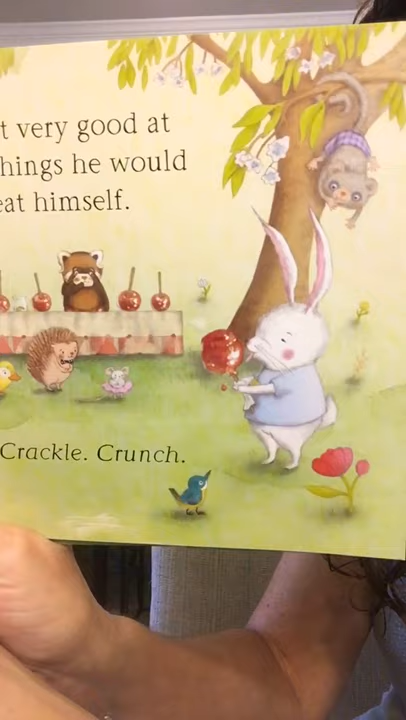 very good at
things he would
eat himself.
Crackle. Crunch.